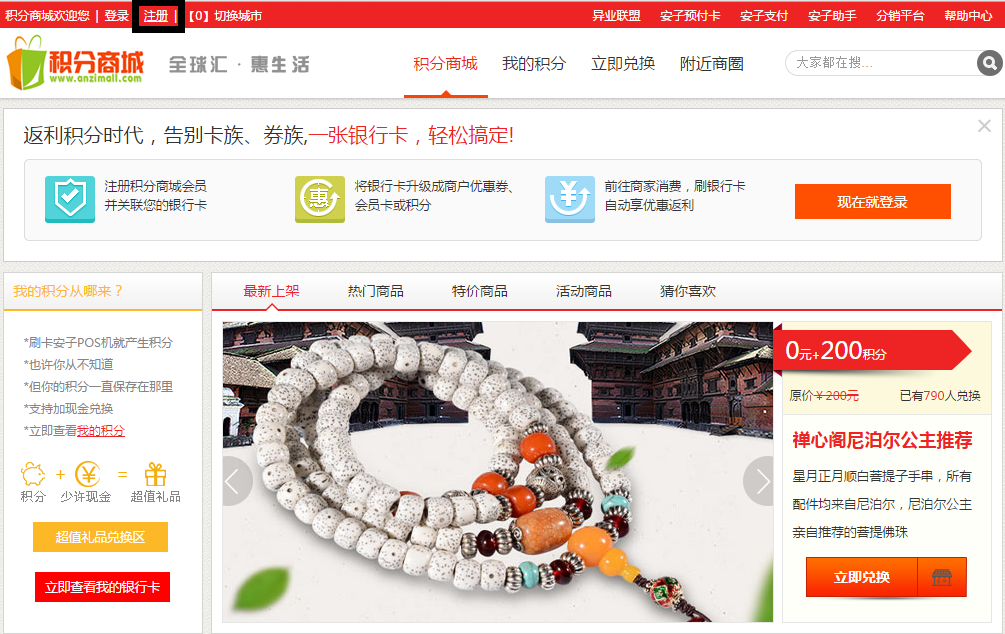 积分商城欢迎您 | 登录 | 注册 | 【0】切换城市
异业联盟 安子预付卡 安子支付 安子助手 分销平台 帮助中心
积分商城
www.anzimall.com
全球汇 · 惠生活
积分商城 我的积分 立即兑换 附近商圈
大家都在搜...
返利积分时代，告别卡族、券族,一张银行卡，轻松搞定!
注册积分商城会员
并关联您的银行卡
惠
将银行卡升级成商户优惠券、
会员卡或积分
¥
前往商家消费，刷银行卡
自动享优惠返利
现在就登录
我的积分从哪来？
*刷卡安子POS机就产生积分
*也许你从不知道
*但你的积分一直保存在那里
*支持加现金兑换
*立即查看我的积分
+ ¥ =
积分 少许现金 超值礼品
超值礼品兑换区
立即查看我的银行卡
最新上架 热门商品 特价商品 活动商品 猜你喜欢
0元+200积分
原价￥200元 已有790人兑换
禅心阁尼泊尔公主推荐
星月正月顺白菩提子手串，所有
配件均来自尼泊尔，尼泊尔公主
亲自推荐的菩提佛珠
立即兑换